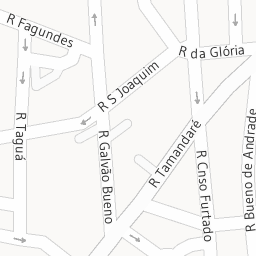 R Fagundes
R da Glória
R S Joaquim
R Taguá
R Galvão Bueno
R Tamandaré
R Cnso Furtado
R Bueno de Andrade